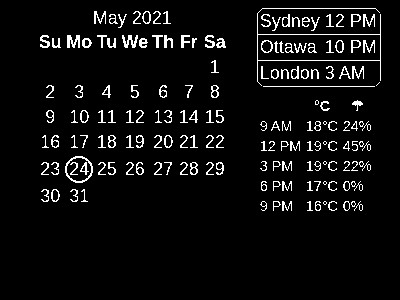 May 2021
Su Mo Tu We Th Fr Sa
1
2 3 4 5 6 7 8
9 10 11 12 13 14 15
16 17 18 19 20 21 22
23 24 25 26 27 28 29
30 31
Sydney 12 PM
Ottawa 10 PM
London 3 AM
°C ☂
9 AM 18°C 24%
12 PM 19°C 45%
3 PM 19°C 22%
6 PM 17°C 0%
9 PM 16°C 0%